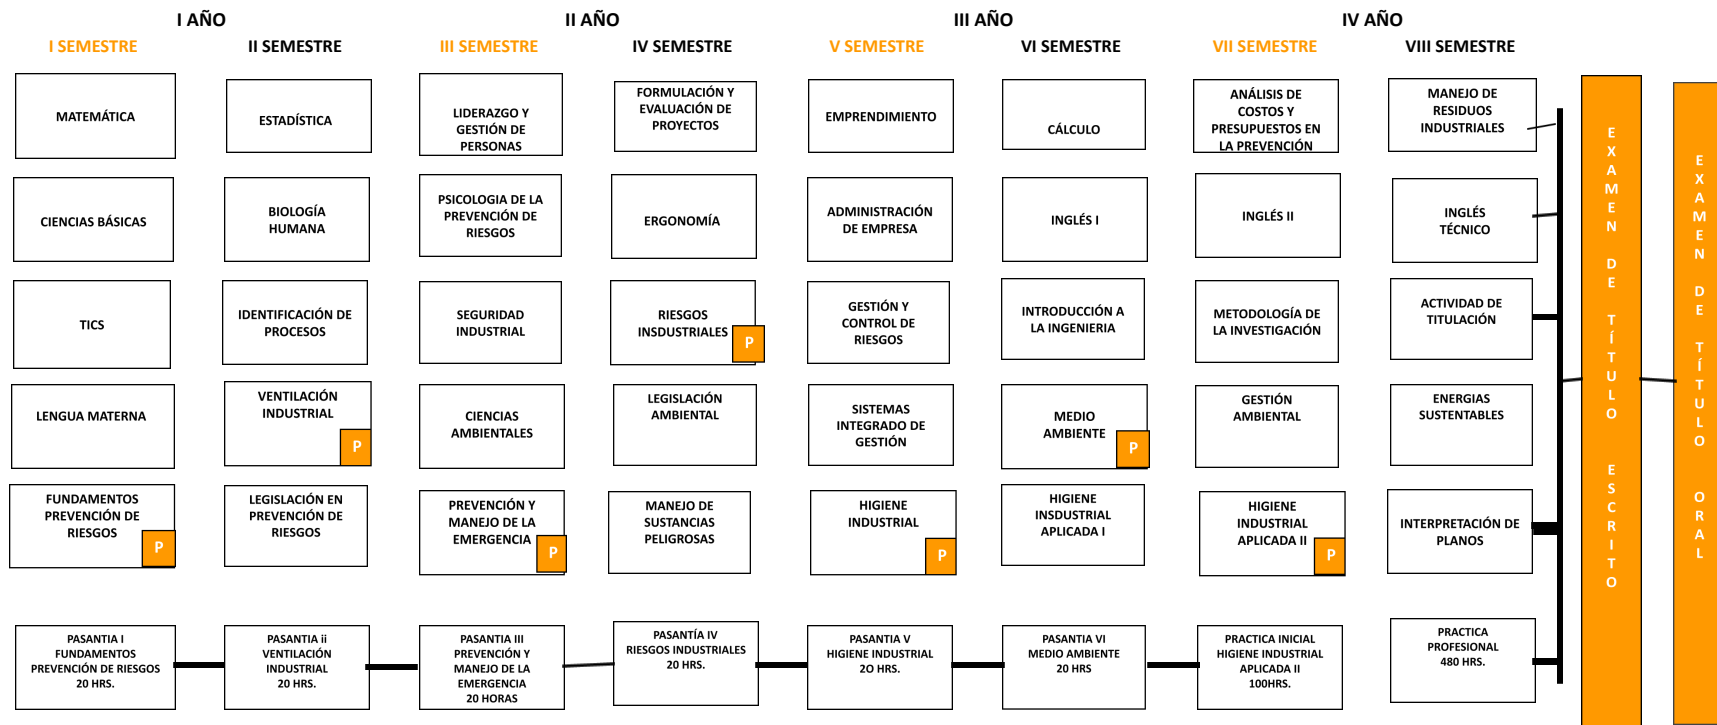 I AÑO
II AÑO
III AÑO
IV AÑO
I SEMESTRE
II SEMESTRE
III SEMESTRE
IV SEMESTRE
V SEMESTRE
VI SEMESTRE
VII SEMESTRE
VIII SEMESTRE
MATEMÁTICA
ESTADÍSTICA
LIDERAZGO Y
GESTIÓN DE
PERSONAS
FORMULACIÓN Y
EVALUACIÓN DE
PROYECTOS
EMPRENDIMIENTO
CÁLCULO
ANÁLISIS DE
COSTOS Y
PRESUPUESTOS EN
LA PREVENCIÓN
MANEJO DE
RESIDUOS
INDUSTRIALES
CIENCIAS BÁSICAS
BIOLOGÍA
HUMANA
PSICOLOGIA DE LA
PREVENCIÓN DE
RIESGOS
ERGONOMÍA
ADMINISTRACIÓN
DE EMPRESA
INGLÉS I
INGLÉS II
INGLÉS
TÉCNICO
TICS
IDENTIFICACIÓN DE
PROCESOS
SEGURIDAD
INDUSTRIAL
RIESGOS
INSDUSTRIALES
P
GESTIÓN Y
CONTROL DE
RIESGOS
INTRODUCCIÓN A
LA INGENIERIA
METODOLOGÍA DE
LA INVESTIGACIÓN
ACTIVIDAD DE
TITULACIÓN
LENGUA MATERNA
VENTILACIÓN
INDUSTRIAL
P
CIENCIAS
AMBIENTALES
LEGISLACIÓN
AMBIENTAL
SISTEMAS
INTEGRADO DE
GESTIÓN
MEDIO
AMBIENTE
P
GESTIÓN
AMBIENTAL
ENERGIAS
SUSTENTABLES
FUNDAMENTOS
PREVENCIÓN DE
RIESGOS
P
LEGISLACIÓN EN
PREVENCIÓN DE
RIESGOS
PREVENCIÓN Y
MANEJO DE LA
EMERGENCIA
P
MANEJO DE
SUSTANCIAS
PELIGROSAS
HIGIENE
INDUSTRIAL
P
HIGIENE
INSDUSTRIAL
APLICADA I
HIGIENE
INDUSTRIAL
APLICADA II
P
INTERPRETACIÓN DE
PLANOS
PASANTIA I
FUNDAMENTOS
PREVENCIÓN DE RIESGOS
20 HRS.
PASANTIA ii
VENTILACIÓN
INDUSTRIAL
20 HRS.
PASANTIA III
PREVENCIÓN Y
MANEJO DE LA
EMERGENCIA
20 HORAS
PASANTÍA IV
RIESGOS INDUSTRIALES
20 HRS.
PASANTIA V
HIGIENE INDUSTRIAL
2O HRS.
PASANTIA VI
MEDIO AMBIENTE
20 HRS
PRACTICA INICIAL
HIGIENE INDUSTRIAL
APLICADA II
100HRS.
PRACTICA
PROFESIONAL
480 HRS.
EXAMEN DE TÍTULO ESCRITO
EXAMEN DE TÍTULO ORAL